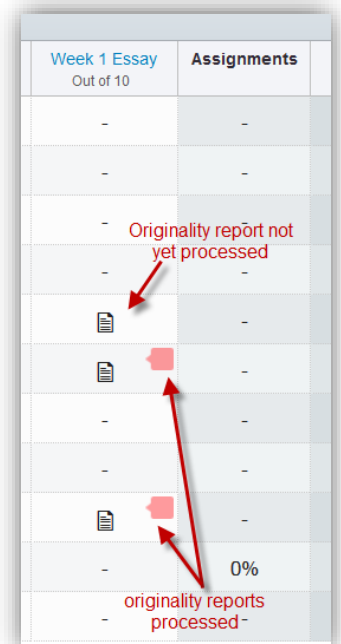 Week 1 Essay Assignments
Out of 10
- -
- -
- -
Originality report not
yet processed
- -
-
-
- -
- -
-
- 0%
originality reports
processed
- -